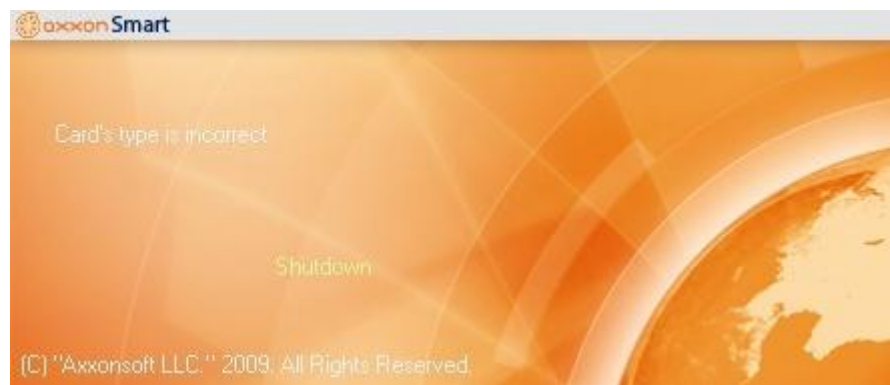 axxon Smart
Card's type is incorrect
Shutdown
(C) "Axxonsoft LLC." 2009. All Rights Reserved.